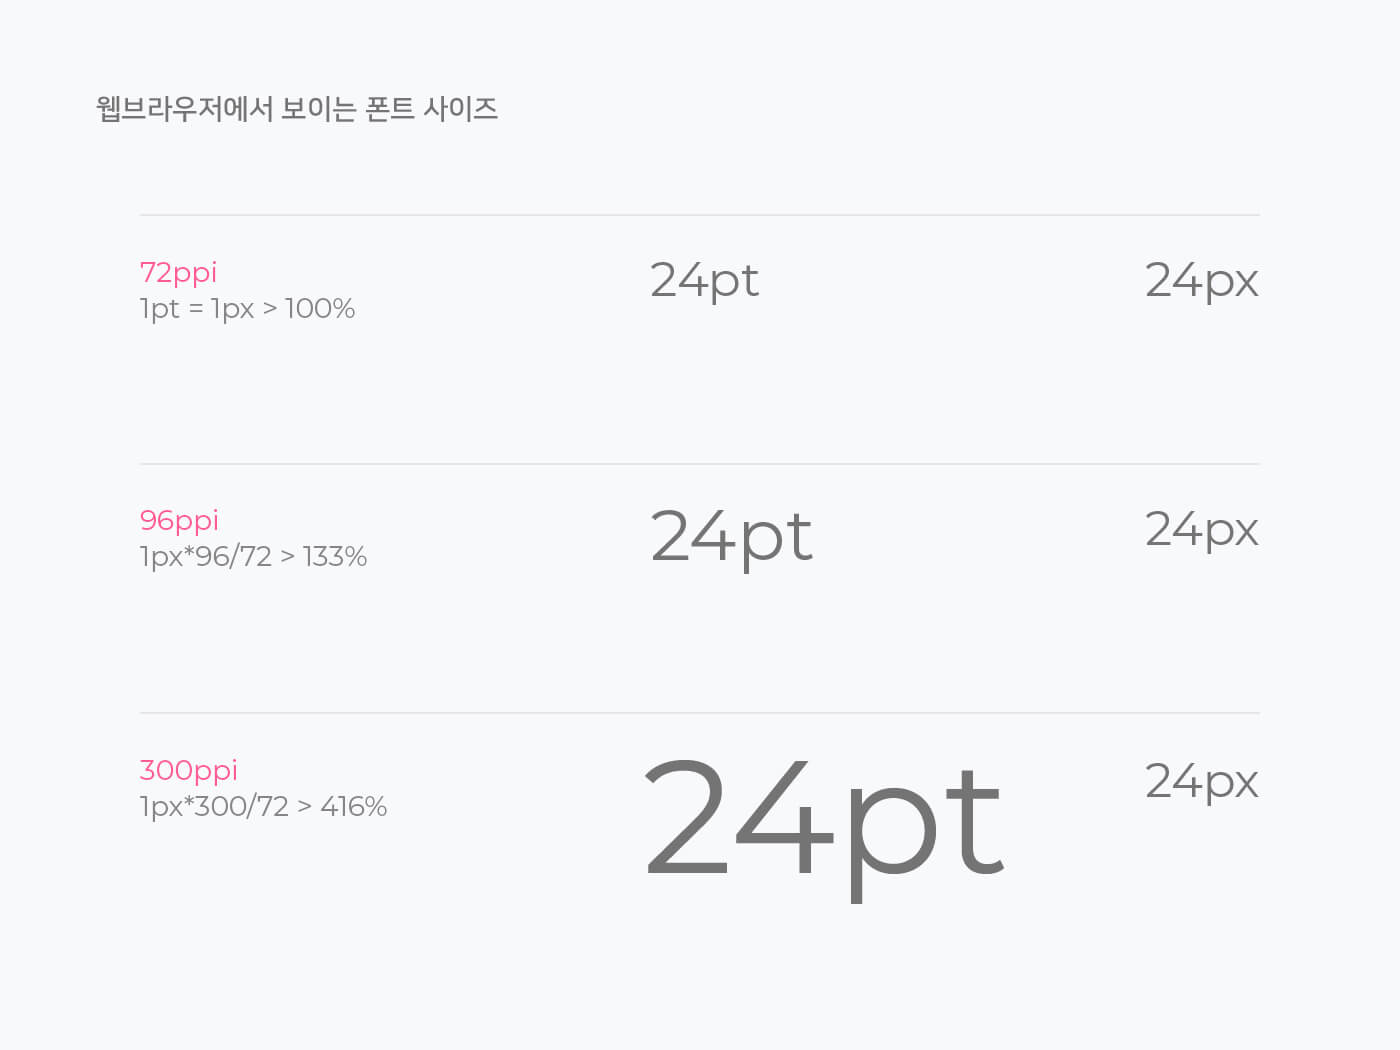 웹브라우저에서 보이는 폰트 사이즈
72ppi
1pt = 1px > 100%
24pt
24px
96ppi
1px*96/72 > 133%
24pt
24px
300ppi
1px*300/72 > 416%
24pt
24px